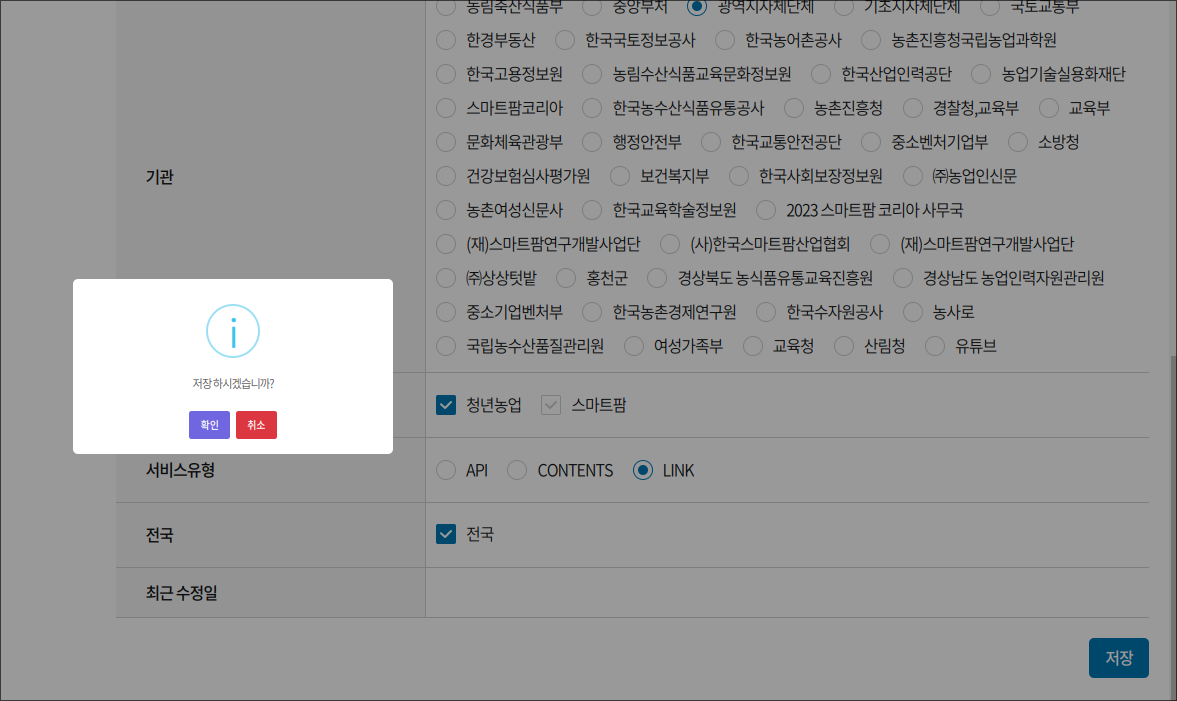 농림축산식품부 중앙부처 광역지자체단체 기초지자체단체 국토교통부
한경부동산 한국국토정보공사 한국농어촌공사 농촌진흥청국립농업과학원
한국고용정보원 농림수산식품교육문화정보원 한국산업인력공단 농업기술실용화재단
스마트팜코리아 한국농수산식품유통공사 농촌진흥청 경찰청,교육부 교육부
문화체육관광부 행정안전부 한국교통안전공단 중소벤처기업부 소방청
기관
건강보험심사평가원 보건복지부 한국사회보장정보원 ㈜농업인신문
농촌여성신문사 한국교육학술정보원 2023 스마트팜 코리아 사무국
(재)스마트팜연구개발사업단 (사)한국스마트팜산업협회 (재)스마트팜연구개발사업단
㈜상상텃밭 홍천군 경상북도 농식품유통교육진흥원 경상남도 농업인력자원관리원
중소기업벤처부 한국농촌경제연구원 한국수자원공사 농사로
국립농수산품질관리원 여성가족부 교육청 산림청 유튜브
저장하시겠습니까?
확인 취소
청년농업 스마트팜
서비스유형 API CONTENTS LINK
전국 전국
최근 수정일
저장